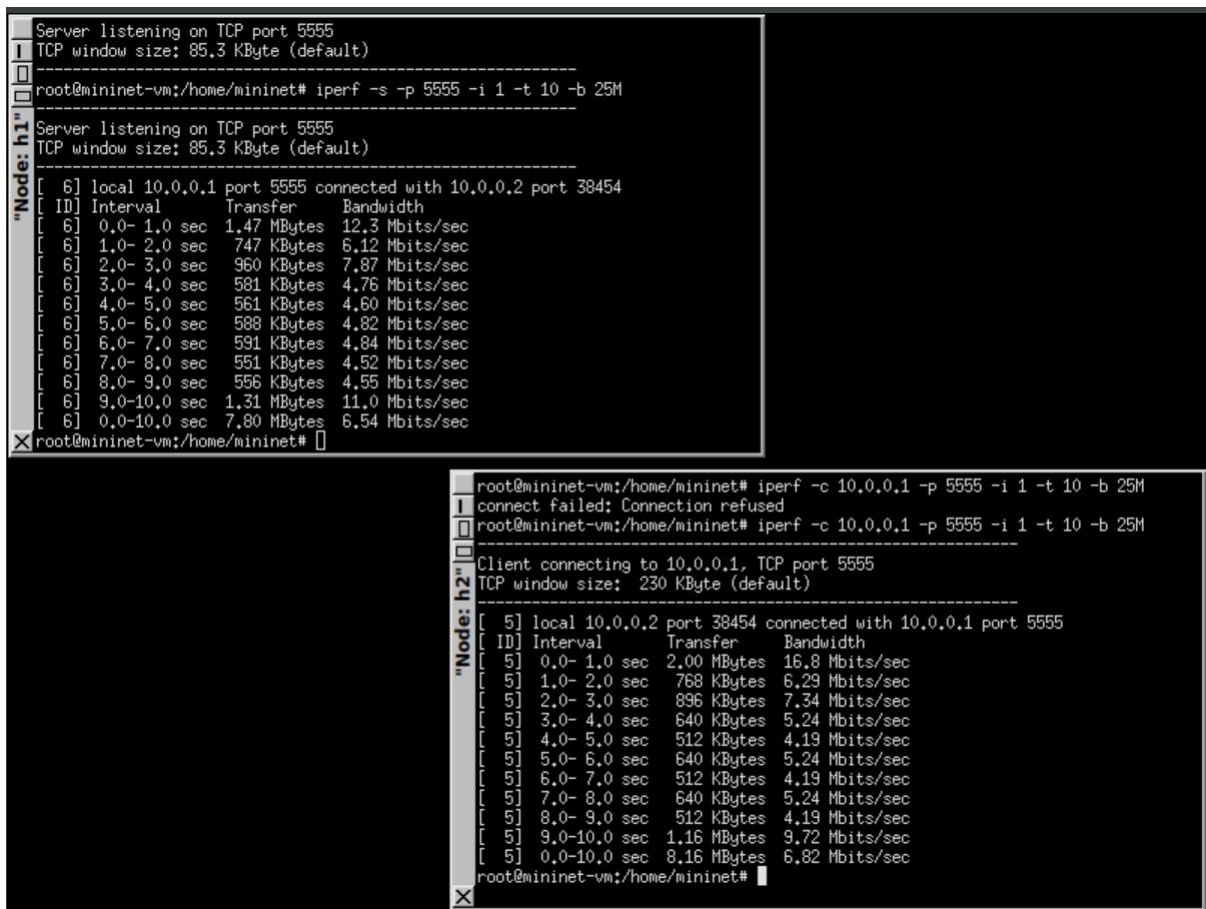 Server listening on TCP port 5555
TCP window size: 85.3 KByte (default)
------------------------------------------------------------
root@mininet-vm:/home/mininet# iperf -s -p 5555 -i 1 -t 10 -b 25M
------------------------------------------------------------
Server listening on TCP port 5555
TCP window size: 85.3 KByte (default)
------------------------------------------------------------
[  6] local 10.0.0.1 port 5555 connected with 10.0.0.2 port 38454
[ ID] Interval       Transfer     Bandwidth
[  6]  0.0- 1.0 sec  1.47 MBytes  12.3 Mbits/sec
[  6]  1.0- 2.0 sec   747 KBytes  6.12 Mbits/sec
[  6]  2.0- 3.0 sec   960 KBytes  7.87 Mbits/sec
[  6]  3.0- 4.0 sec   581 KBytes  4.76 Mbits/sec
[  6]  4.0- 5.0 sec   561 KBytes  4.60 Mbits/sec
[  6]  5.0- 6.0 sec   588 KBytes  4.82 Mbits/sec
[  6]  6.0- 7.0 sec   591 KBytes  4.84 Mbits/sec
[  6]  7.0- 8.0 sec   551 KBytes  4.52 Mbits/sec
[  6]  8.0- 9.0 sec   556 KBytes  4.55 Mbits/sec
[  6]  9.0-10.0 sec  1.31 MBytes  11.0 Mbits/sec
[  6]  0.0-10.0 sec  7.80 MBytes  6.54 Mbits/sec
root@mininet-vm:/home/mininet#
"Node: h1"
root@mininet-vm:/home/mininet# iperf -c 10.0.0.1 -p 5555 -i 1 -t 10 -b 25M
connect failed: Connection refused
root@mininet-vm:/home/mininet# iperf -c 10.0.0.1 -p 5555 -i 1 -t 10 -b 25M
------------------------------------------------------------
Client connecting to 10.0.0.1, TCP port 5555
TCP window size:  230 KByte (default)
------------------------------------------------------------
[  5] local 10.0.0.2 port 38454 connected with 10.0.0.1 port 5555
[ ID] Interval       Transfer     Bandwidth
[  5]  0.0- 1.0 sec  2.00 MBytes  16.8 Mbits/sec
[  5]  1.0- 2.0 sec   768 KBytes  6.29 Mbits/sec
[  5]  2.0- 3.0 sec   896 KBytes  7.34 Mbits/sec
[  5]  3.0- 4.0 sec   640 KBytes  5.24 Mbits/sec
[  5]  4.0- 5.0 sec   512 KBytes  4.19 Mbits/sec
[  5]  5.0- 6.0 sec   640 KBytes  5.24 Mbits/sec
[  5]  6.0- 7.0 sec   512 KBytes  4.19 Mbits/sec
[  5]  7.0- 8.0 sec   640 KBytes  5.24 Mbits/sec
[  5]  8.0- 9.0 sec   512 KBytes  4.19 Mbits/sec
[  5]  9.0-10.0 sec  1.16 MBytes  9.72 Mbits/sec
[  5]  0.0-10.0 sec  8.16 MBytes  6.82 Mbits/sec
root@mininet-vm:/home/mininet#
"Node: h2"